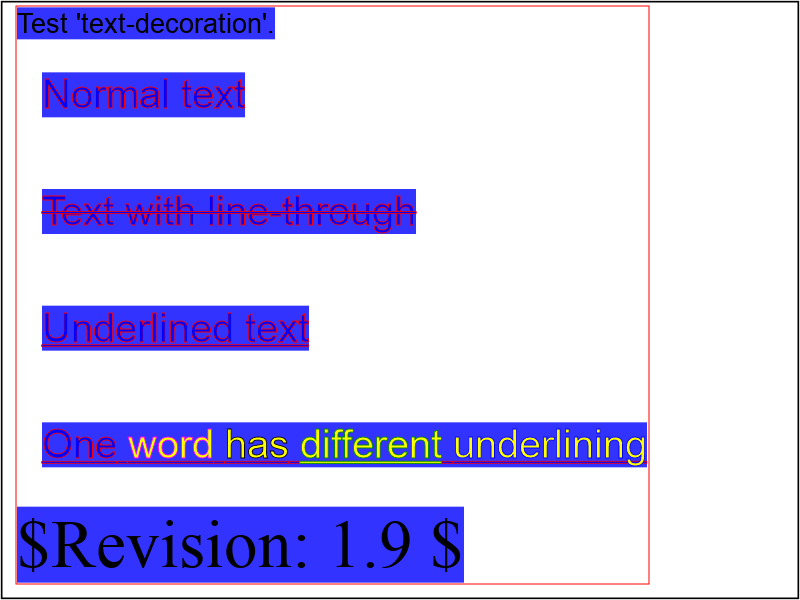 Test 'text-decoration'.
Normal text
Text with line-through
Underlined text
One word has different underlining
$Revision: 1.9 $